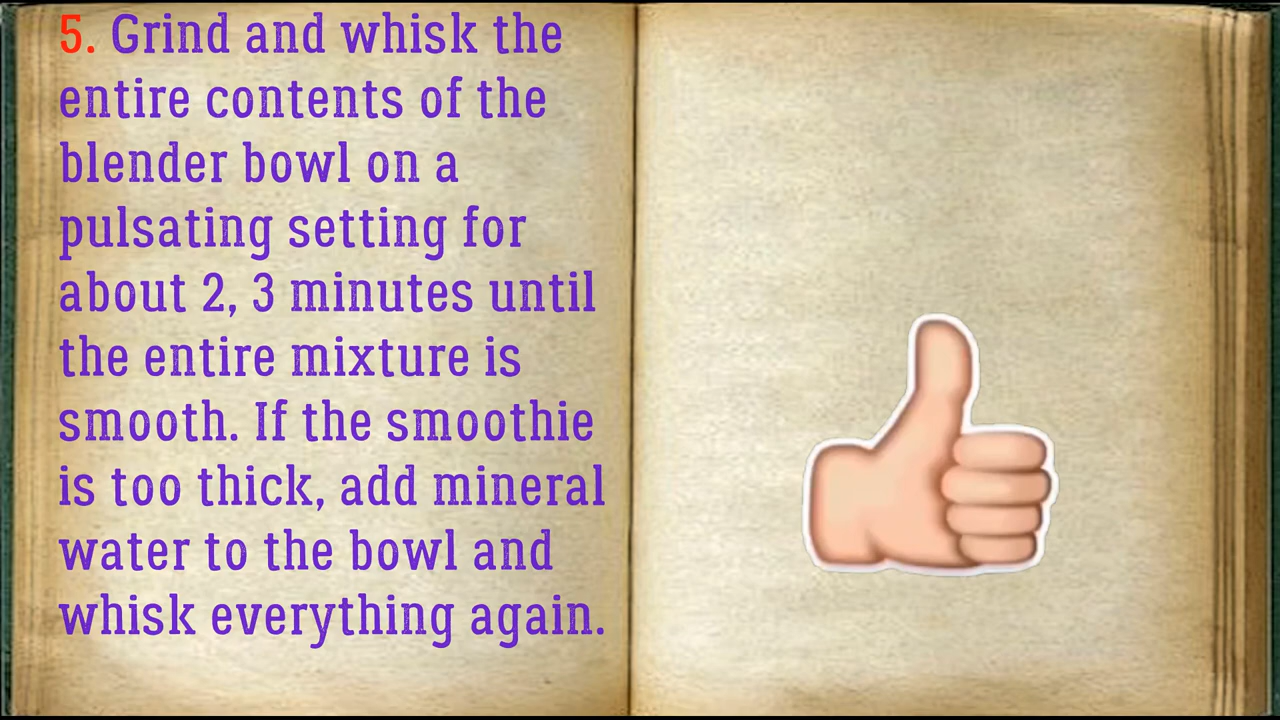 5. Grind and whisk the
entire contents of the
blender bowl on a
pulsating setting for
about 2, 3 minutes until
the entire mixture is
smooth. If the smoothie
is too thick, add mineral
water to the bowl and
whisk everything again.